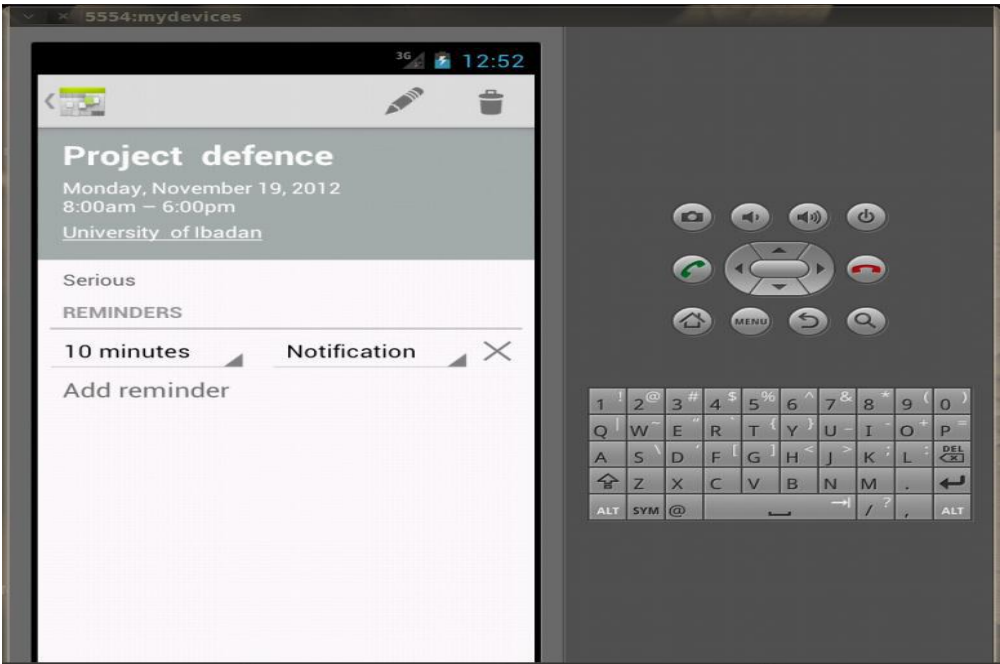 5554:mydevices
3G 12:52
Project defence
Monday, November 19, 2012
8:00am – 6:00pm
University of Ibadan
Serious
REMINDERS
10 minutes Notification
Add reminder
MENU
1 ! 2 @ 3 # 4 $ 5 % 6 ^ 7 & 8 * 9 ( 0 )
Q | W ~ E " R ` T { Y } U _ I - O + P =
A S \ D ' F [ G ] H < J > K ; L : DEL
Z X C V B N M .
ALT SYM @ / ? , ALT